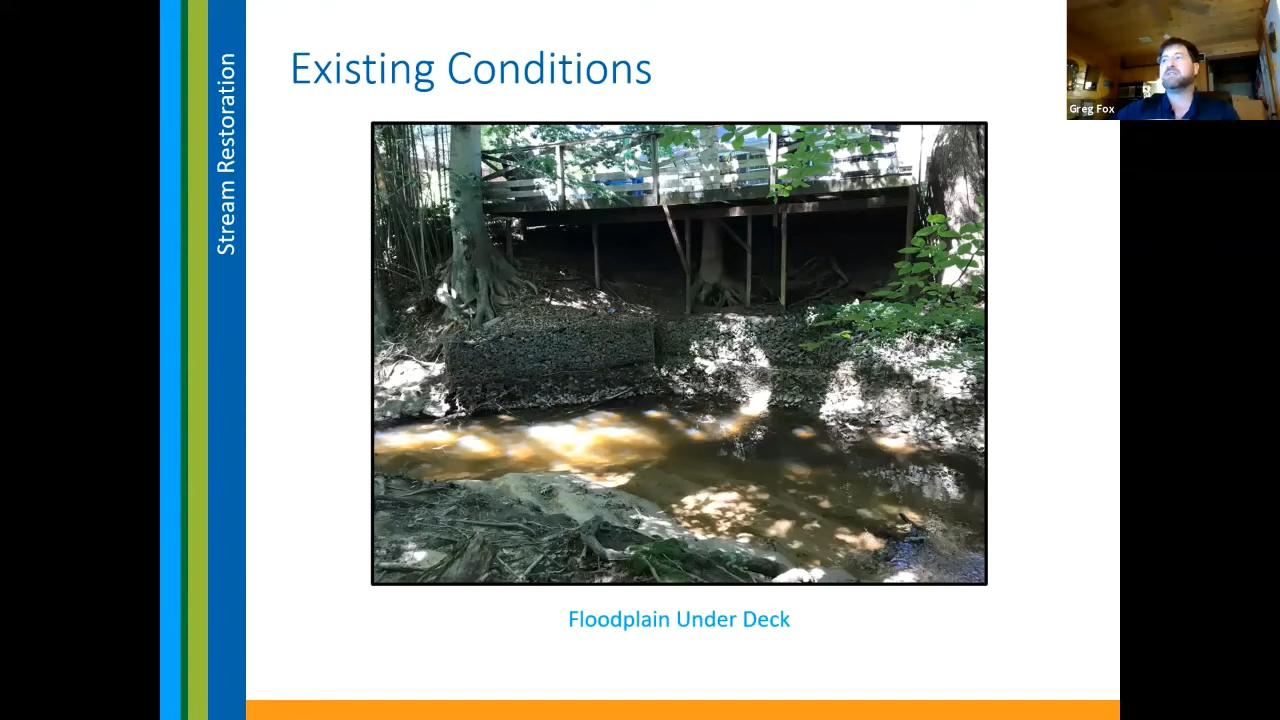 Stream Restoration
Existing Conditions
Greg Fox
Floodplain Under Deck